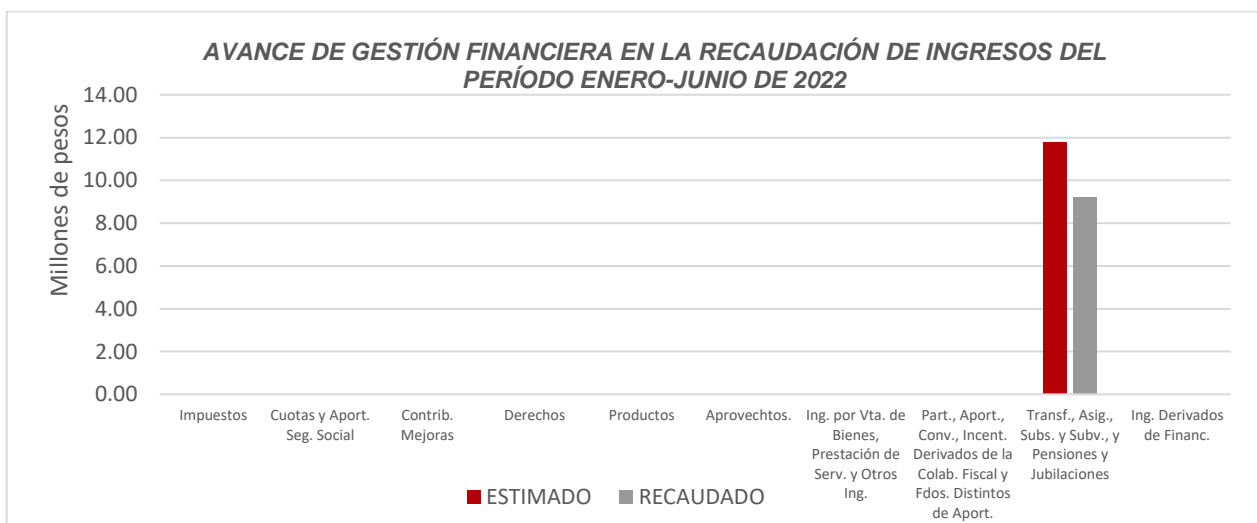 AVANCE DE GESTIÓN FINANCIERA EN LA RECAUDACIÓN DE INGRESOS DEL
PERÍODO ENERO-JUNIO DE 2022
Millones de pesos
14.00
12.00
10.00
8.00
6.00
4.00
2.00
0.00
Impuestos
Cuotas y Aport.
Seg. Social
Contrib.
Mejoras
Derechos
Productos
Aprovechtos.
Ing. por Vta. de
Bienes,
Prestación de
Serv. y Otros
Ing.
Part., Aport.,
Conv., Incent.
Derivados de la
Colab. Fiscal y
Fdos. Distintos
de Aport.
Transf., Asig.,
Subs. y Subv., y
Pensiones y
Jubilaciones
Ing. Derivados
de Financ.
ESTIMADO
RECAUDADO